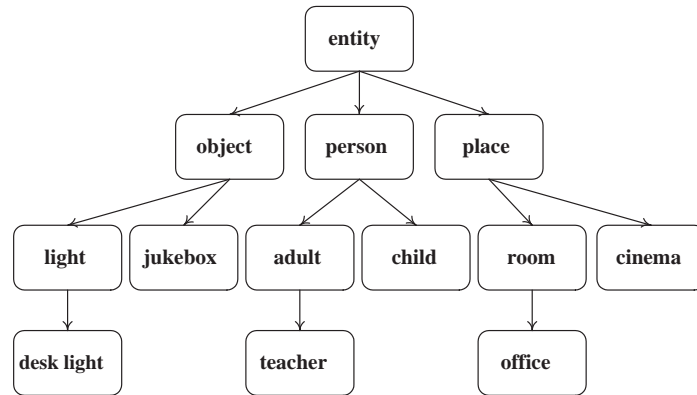 entity
object
person
place
light
jukebox
adult
child
room
cinema
desk light
teacher
office